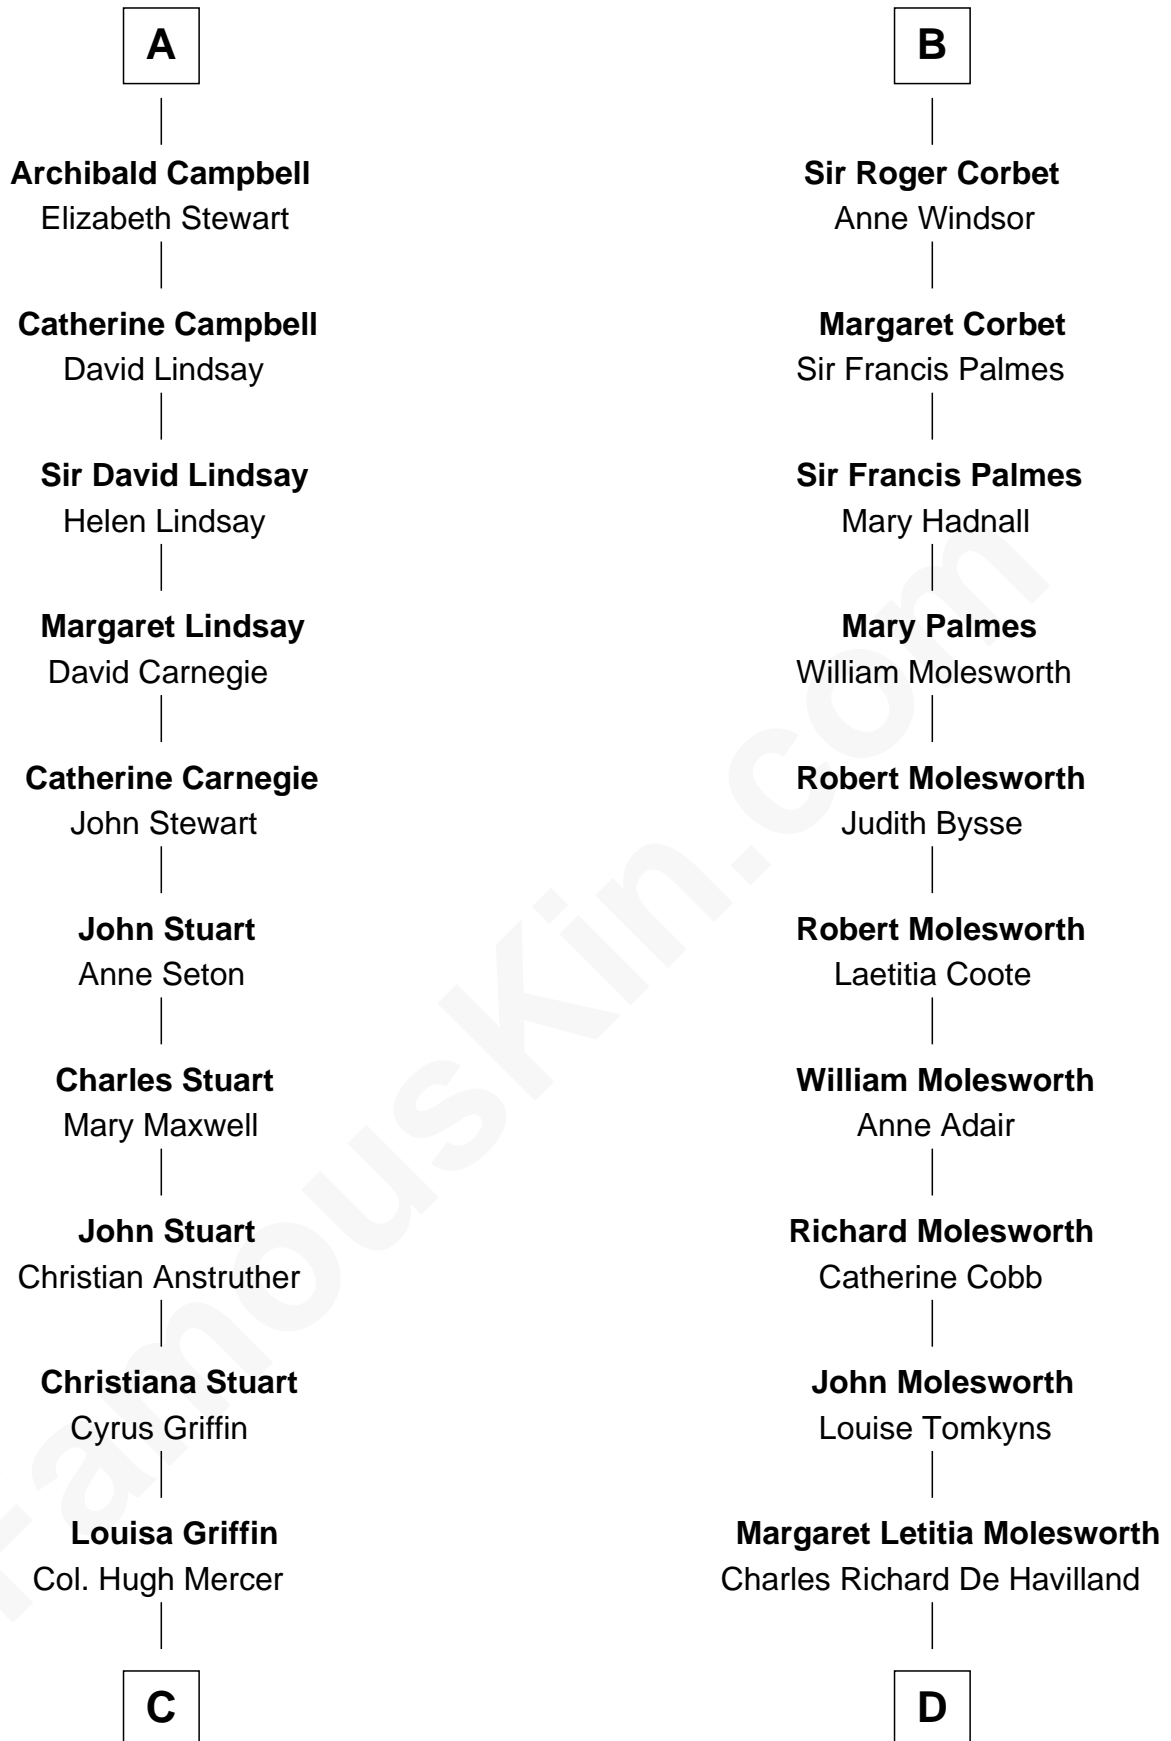 A
Archibald Campbell
Elizabeth Stewart
Catherine Campbell
David Lindsay
Sir David Lindsay
Helen Lindsay
Margaret Lindsay
David Carnegie
Catherine Carnegie
John Stewart
John Stuart
Anne Seton
Charles Stuart
Mary Maxwell
John Stuart
Christian Anstruther
Christiana Stuart
Cyrus Griffin
Louisa Griffin
Col. Hugh Mercer
C
B
Sir Roger Corbet
Anne Windsor
Margaret Corbet
Sir Francis Palmes
Sir Francis Palmes
Mary Hadnall
Mary Palmes
William Molesworth
Robert Molesworth
Judith Bysse
Robert Molesworth
Laetitia Coote
William Molesworth
Anne Adair
Richard Molesworth
Catherine Cobb
John Molesworth
Louise Tomkyns
Margaret Letitia Molesworth
Charles Richard De Havilland
D
FamousKin.com